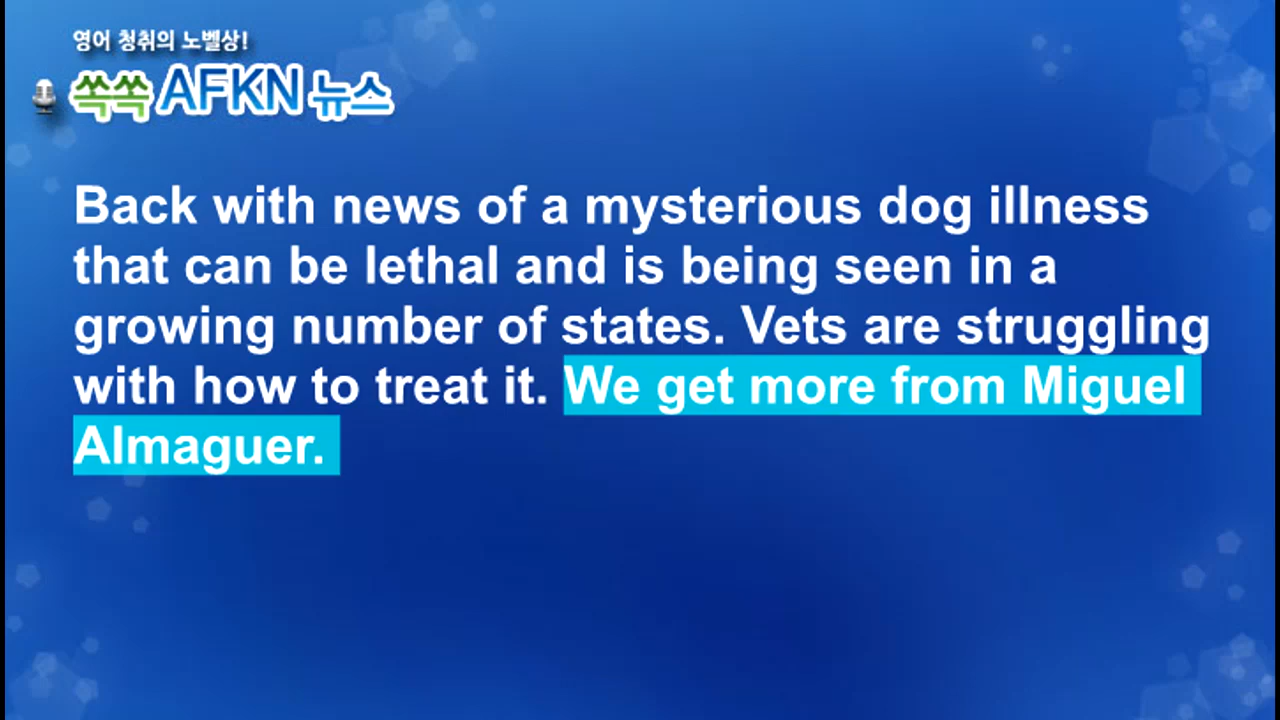 영어 청취의 노벨상!
쏙쏙 AFKN 뉴스
Back with news of a mysterious dog illness
that can be lethal and is being seen in a
growing number of states. Vets are struggling
with how to treat it. We get more from Miguel
Almaguer.